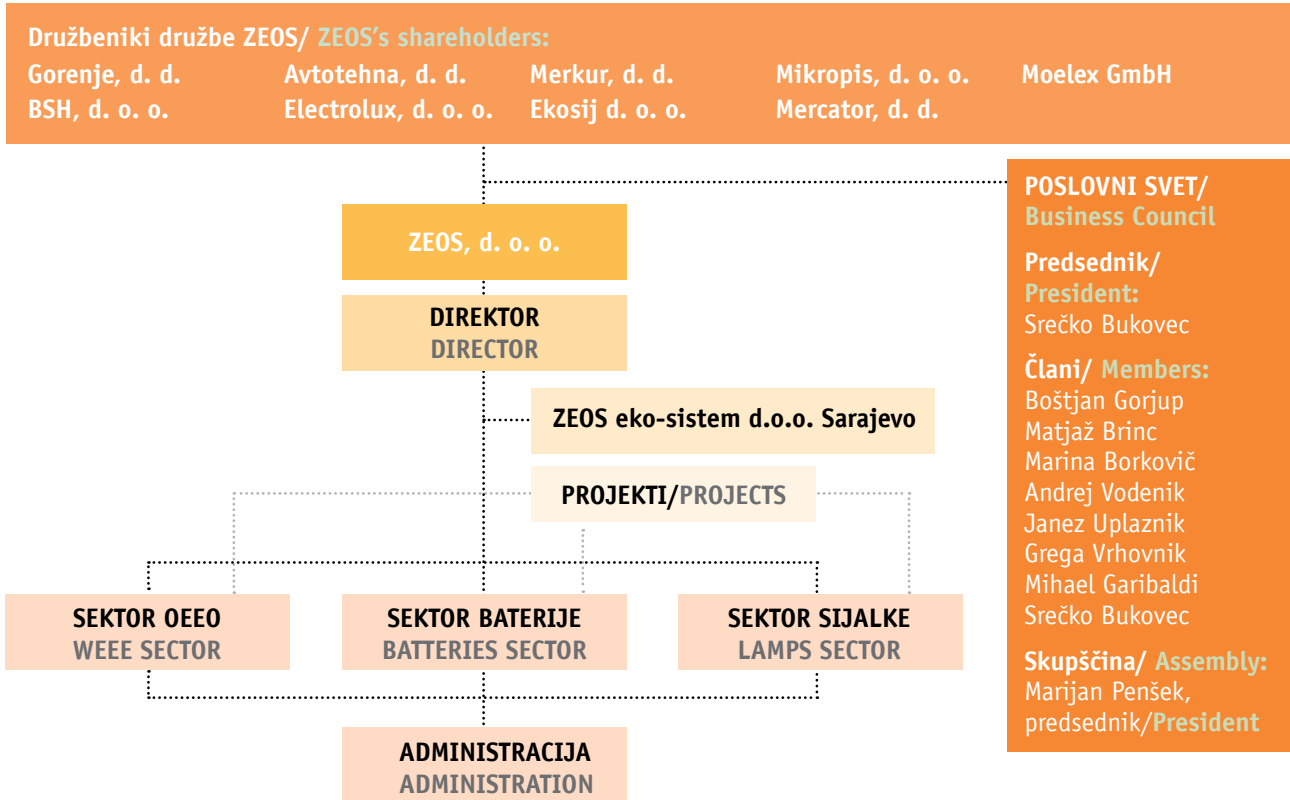 Družbeniki družbe ZEOS/ ZEOS's shareholders:
Gorenje, d. d. Avtotehna, d. d. Merkur, d. d. Mikropis, d. o. o. Moelex GmbH
BSH, d. o. o. Electrolux, d. o. o. Ekosij d. o. o. Mercator, d. d.
ZEOS, d. o. o.
DIREKTOR
DIRECTOR
ZEOS eko-sistem d.o.o. Sarajevo
PROJEKTI/PROJECTS
SEKTOR OEEO
WEEE SECTOR
SEKTOR BATERIJE
BATTERIES SECTOR
SEKTOR SIJALKE
LAMPS SECTOR
ADMINISTRACIJA
ADMINISTRATION
POSLOVNI SVET/
Business Council
Predsednik/
President:
Srečko Bukovec
Člani/ Members:
Boštjan Gorjup
Matjaž Brinc
Marina Borkovič
Andrej Vodenik
Janez Uplaznik
Grega Vrhovnik
Mihael Garibaldi
Srečko Bukovec
Skupščina/ Assembly:
Marijan Penšek,
predsednik/President